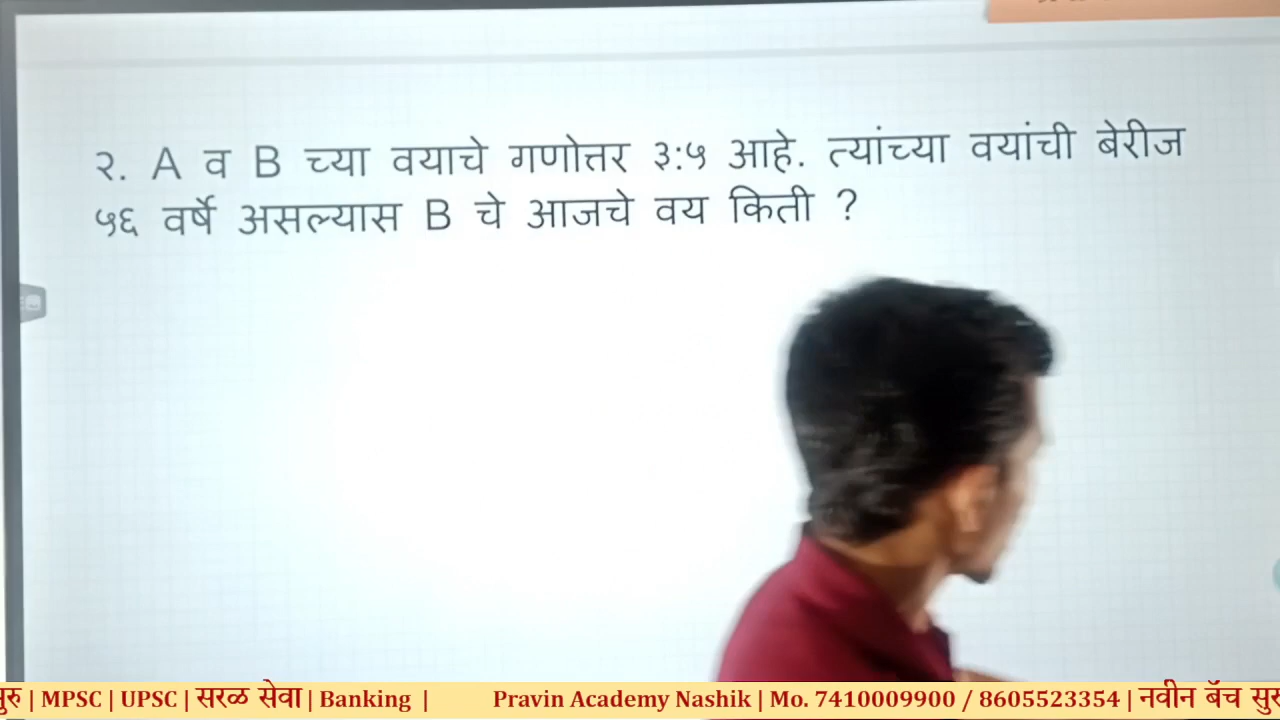 २. A व B च्या वयाचे गणोत्तर ३:५ आहे. त्यांच्या वयांची बेरीज
५६ वर्षे असल्यास B चे आजचे वय किती ?
सुरु | MPSC | UPSC | सरळ सेवा | Banking | Pravin Academy Nashik | Mo. 7410009900 / 8605523354 | नवीन बॅच सुरु